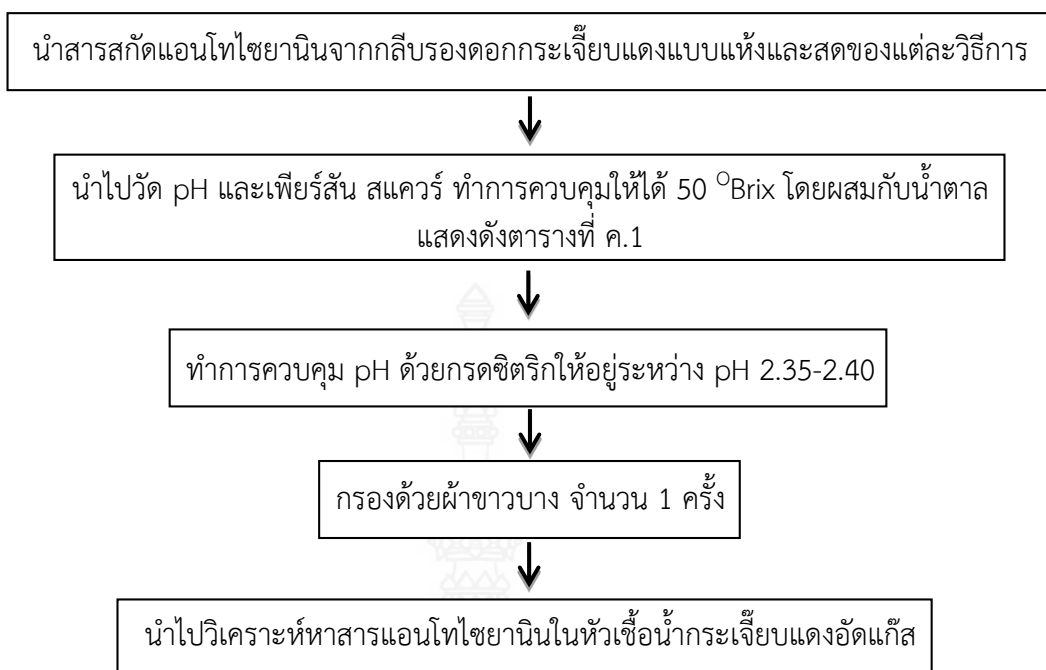 นำสารสกัดแอนโทไซยานินจากกลีบรองดอกกระเจี๊ยบแดงแบบแห้งและสดของแต่ละวิธีการ
นำไปวัด pH และเพียร์สัน สแควร์ ทำการควบคุมให้ได้ 50 ᴼBrix โดยผสมกับน้ำตาล
แสดงดังตารางที่ ค.1
ทำการควบคุม pH ด้วยกรดซิตริกให้อยู่ระหว่าง pH 2.35-2.40
กรองด้วยผ้าขาวบาง จำนวน 1 ครั้ง
นำไปวิเคราะห์หาสารแอนโทไซยานินในหัวเชื้อน้ำกระเจี๊ยบแดงอัดแก๊ส